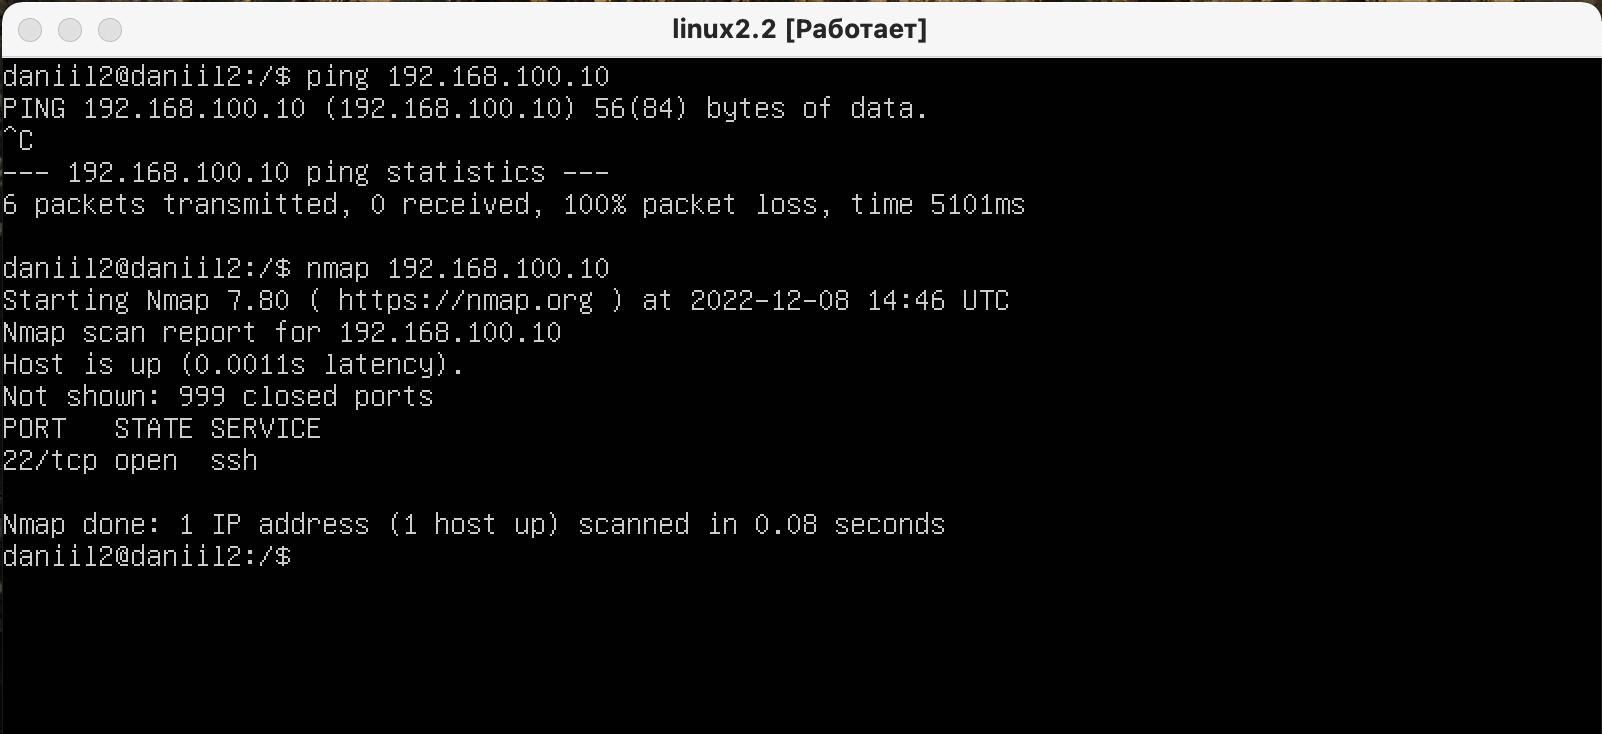 linux2.2 [Работает]
daniil2@daniil2:/$ ping 192.168.100.10
PING 192.168.100.10 (192.168.100.10) 56(84) bytes of data.
^C
--- 192.168.100.10 ping statistics ---
6 packets transmitted, 0 received, 100% packet loss, time 5101ms
daniil2@daniil2:/$ nmap 192.168.100.10
Starting Nmap 7.80 ( https://nmap.org ) at 2022-12-08 14:46 UTC
Nmap scan report for 192.168.100.10
Host is up (0.0011s latency).
Not shown: 999 closed ports
PORT   STATE SERVICE
22/tcp open  ssh
Nmap done: 1 IP address (1 host up) scanned in 0.08 seconds
daniil2@daniil2:/$